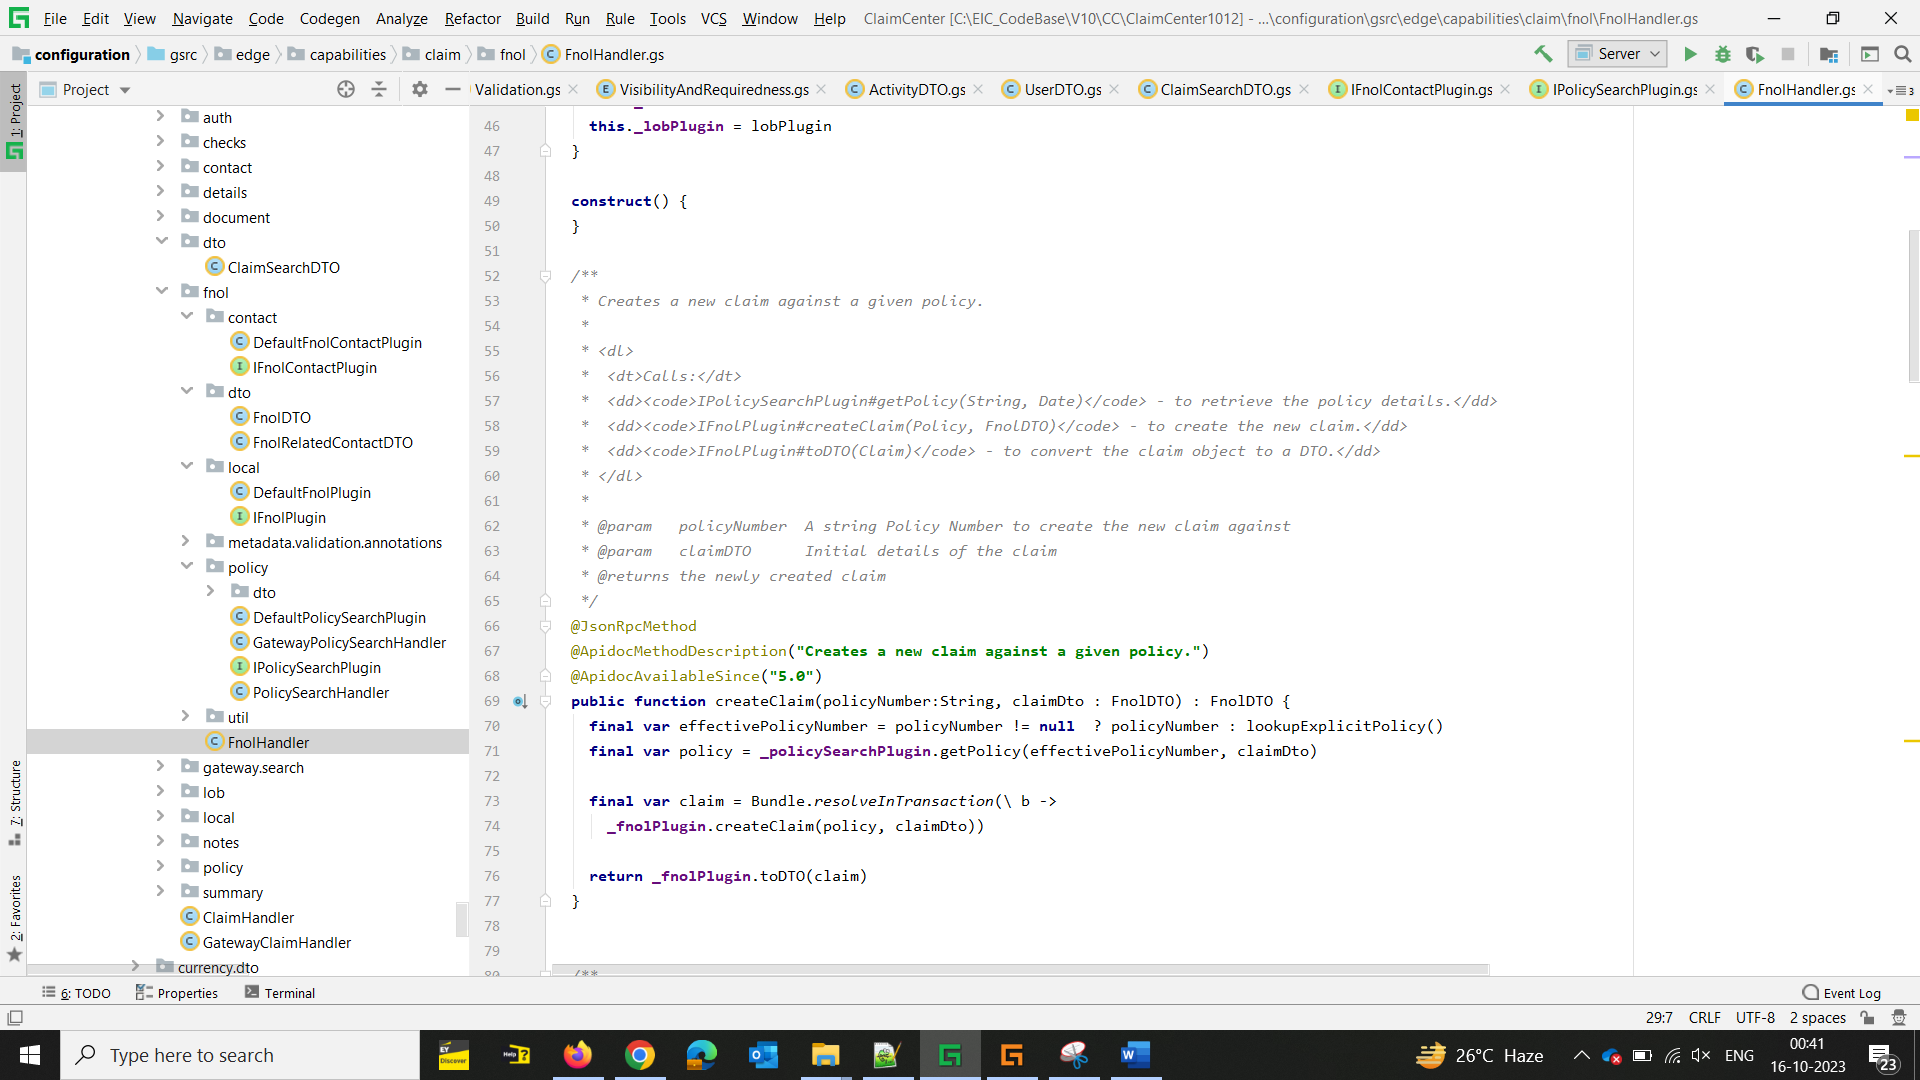 File Edit View Navigate Code Codegen Analyze Refactor Build Run Rule Tools VCS Window Help ClaimCenter [C:\EIC_CodeBase\V10\CC\ClaimCenter1012] - ...\configuration\gsrc\edge\capabilities\claim\fnol\FnolHandler.gs
configuration gsrc edge capabilities claim fnol FnolHandler.gs Server
Project Validation.gs VisibilityAndRequiredness.gs ActivityDTO.gs UserDTO.gs ClaimSearchDTO.gs IFnolContactPlugin.gs IPolicySearchPlugin.gs FnolHandler.gs 3
1: Project
7: Structure
2: Favorites
auth
checks
contact
details
document
dto
ClaimSearchDTO
fnol
contact
DefaultFnolContactPlugin
IFnolContactPlugin
dto
FnolDTO
FnolRelatedContactDTO
local
DefaultFnolPlugin
IFnolPlugin
metadata.validation.annotations
policy
dto
DefaultPolicySearchPlugin
GatewayPolicySearchHandler
IPolicySearchPlugin
PolicySearchHandler
util
FnolHandler
gateway.search
lob
local
notes
policy
summary
ClaimHandler
GatewayClaimHandler
currency.dto
46 this._lobPlugin = lobPlugin
47 }
48
49 construct() {
50 }
51
52 /**
53 * Creates a new claim against a given policy.
54 *
55 * <dl>
56 * <dt>Calls:</dt>
57 * <dd><code>IPolicySearchPlugin#getPolicy(String, Date)</code> - to retrieve the policy details.</dd>
58 * <dd><code>IFnolPlugin#createClaim(Policy, FnolDTO)</code> - to create the new claim.</dd>
59 * <dd><code>IFnolPlugin#toDTO(Claim)</code> - to convert the claim object to a DTO.</dd>
60 * </dl>
61 *
62 * @param policyNumber A string Policy Number to create the new claim against
63 * @param claimDTO Initial details of the claim
64 * @returns the newly created claim
65 */
66 @JsonRpcMethod
67 @ApidocMethodDescription("Creates a new claim against a given policy.")
68 @ApidocAvailableSince("5.0")
69 public function createClaim(policyNumber:String, claimDto : FnolDTO) : FnolDTO {
70 final var effectivePolicyNumber = policyNumber != null ? policyNumber : lookupExplicitPolicy()
71 final var policy = _policySearchPlugin.getPolicy(effectivePolicyNumber, claimDto)
72
73 final var claim = Bundle.resolveInTransaction(\ b ->
74 _fnolPlugin.createClaim(policy, claimDto))
75
76 return _fnolPlugin.toDTO(claim)
77 }
78
79
80 /**
6: TODO Properties Terminal Event Log
29:7 CRLF UTF-8 2 spaces
Type here to search EY Discover Help ? 26°C Haze ENG 00:41
16-10-2023 23